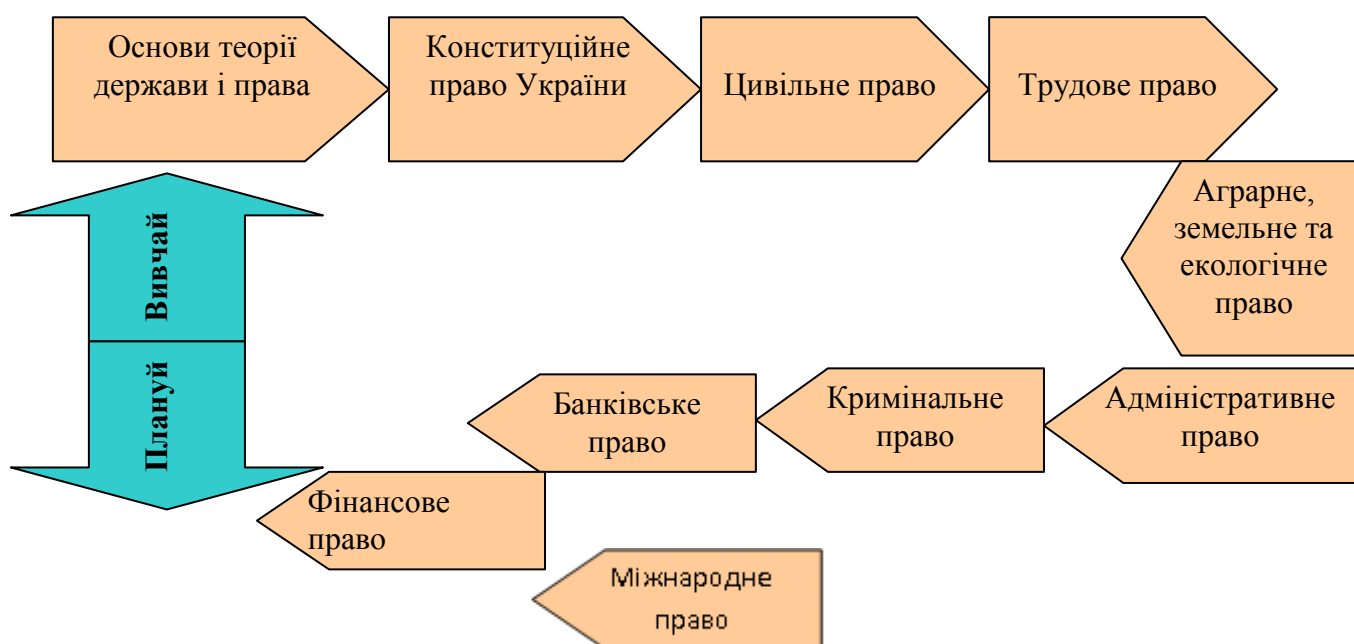 Основи теорії
держави і права
Конституційне
право України
Цивільне право
Трудове право
Аграрне,
земельне та
екологічне
право
Вивчай
Плануй
Адміністративне
право
Кримінальне
право
Банківське
право
Фінансове
право
Міжнародне
право